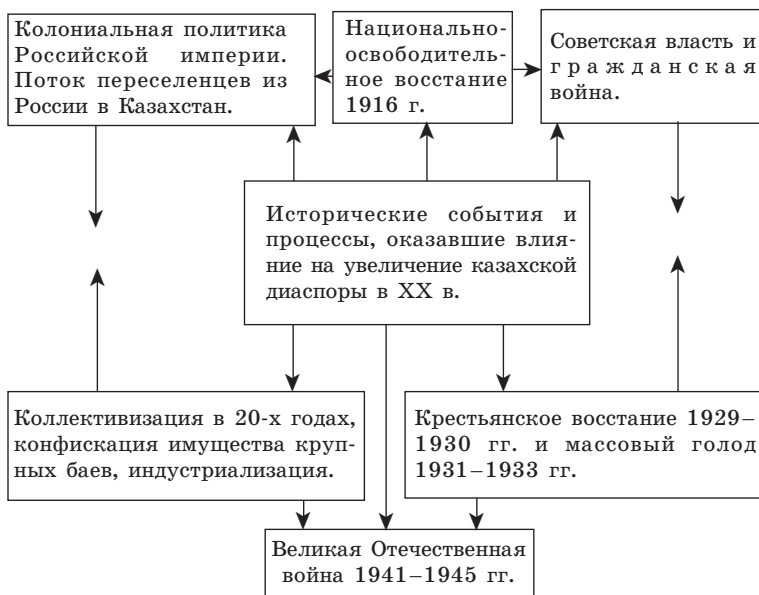 Колониальная политика
Российской империи.
Поток переселенцев из
России в Казахстан.
Национально-
освободитель-
ное восстание
1916 г.
Советская власть и
гражданская
война.
Исторические события и
процессы, оказавшие влия-
ние на увеличение казахской
диаспоры в XX в.
Коллективизация в 20-х годах,
конфискация имущества круп-
ных баев, индустриализация.
Крестьянское восстание 1929–
1930 гг. и массовый голод
1931–1933 гг.
Великая Отечественная
война 1941–1945 гг.